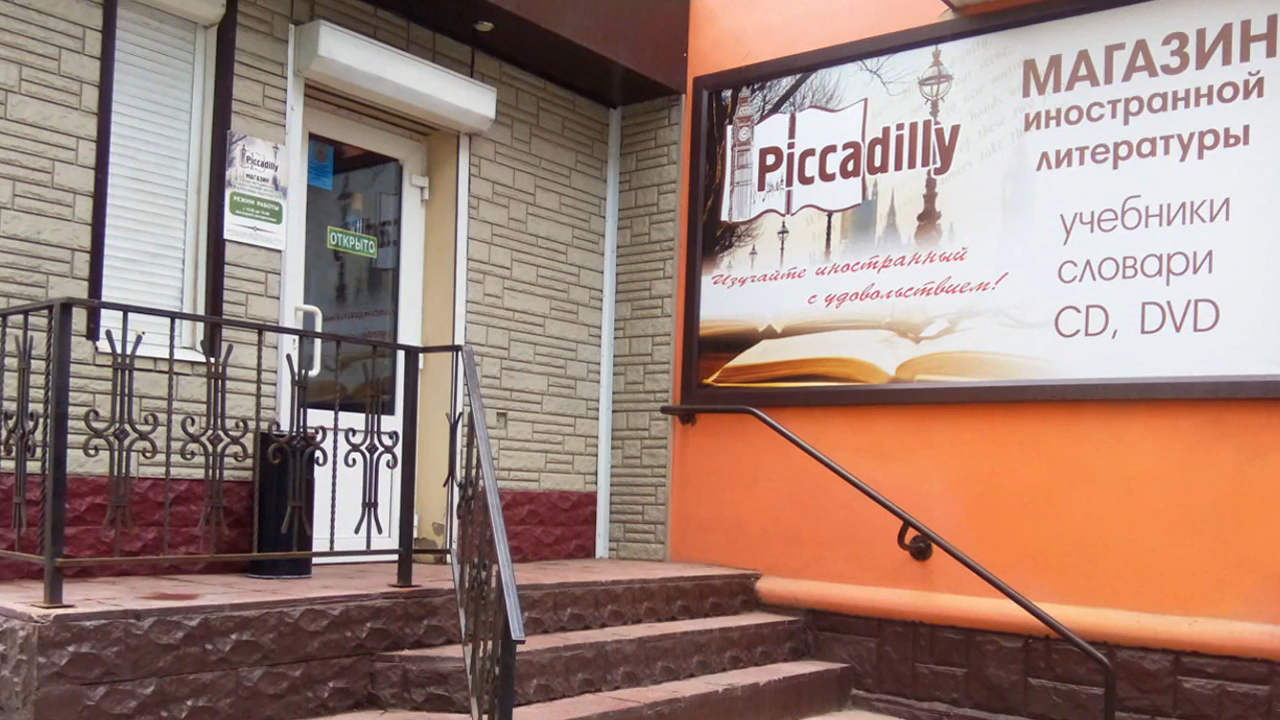 Piccadilly
МАГАЗИН
РЕЖИМ РАБОТЫ
ОТКРЫТО
Piccadilly
Изучайте иностранный
с удовольствием!
МАГАЗИН
иностранной
литературы
учебники
словари
CD, DVD